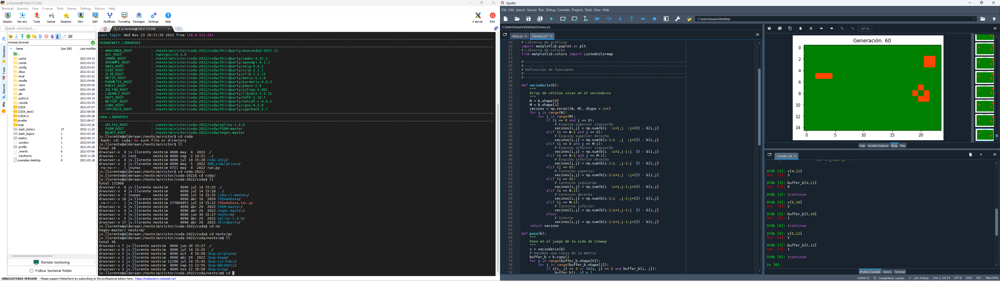 jv.llorente@138.4.112.242
Terminal Sessions View X server Tools Games Settings Macros Help
Session Servers Tools Games Sessions View Split MultiExec Tunneling Packages Settings Help X server Exit
Quick connect...
2. jv.llorente@138.4.112.242
/home/jv.llorente/
Name Size (KB) Last modified
..
.cache 2021-04-13
.conda 2021-03-22
.config 2022-03-02
.dbus 2021-03-22
.local 2021-03-22
.mozilla 2021-04-06
.nano 2022-04-29
.nedit 2021-04-29
.pki 2021-03-25
.pylint.d 2021-04-14
.vscode 2021-03-25
CODA 2021-07-07
CODA_test3 2021-06-08
CODAv2 2021-05-28
prueba 2021-06-07
snap 2021-03-26
.bash_history 27 2022-11-22
.bash_logout 1 2021-03-18
.bashrc 5 2022-05-17
.condarc 1 2022-04-29
.profile 1 2021-03-18
.viminfo 6 2021-07-06
.Xauthority 1 2022-11-28
examples.desktop 8 2021-03-18
Sessions
Tools
Macros
Sftp
Remote monitoring
Follow terminal folder
Last login: Wed Nov 23 10:11:20 2022 from 138.4.112.201
THIRDPARTY LIBRARIES
- ANACONDA_ROOT : /nextsim/victor/coda-2022/coda/thirdparty/anaconda3-2021.11
- GCC_ROOT : /opt/gcc/10.3.0
- CMAKE_ROOT : /nextsim/victor/coda-2022/coda/thirdparty/cmake-3.22.2
- OPENMPI_ROOT : /nextsim/victor/coda-2022/coda/thirdparty/openmpi-4.1.1
- SWIG_ROOT : /nextsim/victor/coda-2022/coda/thirdparty/swig-4.0.2
- SZIP_ROOT : /nextsim/victor/coda-2022/coda/thirdparty/szip-2.1.1
- ZLIB_ROOT : /nextsim/victor/coda-2022/coda/thirdparty/zlib-1.2.11
- METIS_ROOT : /nextsim/victor/coda-2022/coda/thirdparty/metis-5.1.0
- PARMETIS_ROOT : /nextsim/victor/coda-2022/coda/thirdparty/parmetis-4.0.3
- P4EST_ROOT : /nextsim/victor/coda-2022/coda/thirdparty/p4est-2.8
- ZOLTAN_ROOT : /nextsim/victor/coda-2022/coda/thirdparty/zoltan-3.901
- LIBXML2_ROOT : /nextsim/victor/coda-2022/coda/thirdparty/libxml2-2.9.12
- HDF5_ROOT : /nextsim/victor/coda-2022/coda/thirdparty/hdf5-1.10.7
- NETCDF_ROOT : /nextsim/victor/coda-2022/coda/thirdparty/netcdf-c-4.8.1
- CGNS_ROOT : /nextsim/victor/coda-2022/coda/thirdparty/cgns-4.3.0
- CPPCHECK_ROOT : /nextsim/victor/coda-2022/coda/thirdparty/cppcheck-2.7
CODA LIBRARIES
- SPLISS_ROOT : /nextsim/victor/coda-2022/coda/spliss-1.4.0
- FSDM_ROOT : /nextsim/victor/coda-2022/coda/FSDM-master
- NEGEV_ROOT : /nextsim/victor/coda-2022/coda/negev-master
jv.llorente@alderaan:/nextsim/victor$ cd coda
-bash: cd: coda: No such file or directory
jv.llorente@alderaan:/nextsim/victor$ ll
total 28
drwxrwsr-x 4 jv.llorente nextsim 4096 may 4 2022 ./
drwxrws--- 11 root nextsim 4096 sep 2 14:51 ../
drwxrwsr-x 4 jv.llorente nextsim 4096 jul 14 15:28 coda-2022/
drwxrwsr-x 2 jv.llorente nextsim 4096 may 5 2022 IBM_simulations/
-rw-rw-r-- 1 jnunez nextsim 9721 may 4 2022 run.py
jv.llorente@alderaan:/nextsim/victor$ cd coda-2022/
jv.llorente@alderaan:/nextsim/victor/coda-2022$ cd coda/
jv.llorente@alderaan:/nextsim/victor/coda-2022/coda$ ll
total 172960
drwxrwsr-x 9 jv.llorente nextsim 4096 jul 14 15:25 ./
drwxrwsr-x 4 jv.llorente nextsim 4096 jul 14 15:28 ../
drwxrwsr-x 7 jnunez nextsim 4096 jul 14 15:25 coda-ci-meshes/
drwxrwsr-x 18 jv.llorente nextsim 4096 abr 10 2020 FSDemoData/
-rw-r--r-- 1 jv.llorente nextsim 177069851 jul 14 15:22 FSDemoData.tar.gz
drwxrwsr-x 5 jv.llorente nextsim 4096 abr 29 2022 FSDM-master/
drwxrwsr-x 4 jv.llorente nextsim 4096 abr 29 2022 negev-master/
drwxrwsr-x 7 jv.llorente nextsim 4096 jun 30 15:27 nextsim/
drwxrwsr-x 5 jv.llorente nextsim 4096 abr 29 2022 spliss-1.4.0/
drwxrwsr-x 17 jv.llorente nextsim 4096 abr 29 2022 thirdparty/
jv.llorente@alderaan:/nextsim/victor/coda-2022/coda$ cd ne
negev-master/ nextsim/
jv.llorente@alderaan:/nextsim/victor/coda-2022/coda$ cd nextsim/
jv.llorente@alderaan:/nextsim/victor/coda-2022/coda/nextsim$ ll
total 36
drwxrwsr-x 7 jv.llorente nextsim 4096 jun 30 15:27 ./
drwxrwsr-x 9 jv.llorente nextsim 4096 jul 14 15:25 ../
drwxrwsr-x 2 jv.llorente nextsim 4096 oct 4 10:58 ibvp-airplane/
drwxrwsr-x 2 jv.llorente nextsim 4096 abr 29 2022 ibvp-beam/
drwxrwsr-x 2 jv.llorente nextsim 12288 jul 19 15:43 ibvp-cylinder/
drwxrwsr-x 2 jv.llorente nextsim 4096 sep 13 12:55 ibvp-NACA0012/
drwxrwsr-x 3 jv.llorente nextsim 4096 nov 22 16:58 ibvp-wing/
jv.llorente@alderaan:/nextsim/victor/coda-2022/coda/nextsim$ cd
UNREGISTERED VERSION - Please support MobaXterm by subscribing to the professional edition here: https://mobaxterm.mobatek.net
Spyder
File Edit Search Source Run Debug Consoles Projects Tools View Help
C:\Users\Usuario\Desktop
C:\Users\Usuario\Desktop\Conway.py
temp.py Conway.py*
19 # Librería de gráficos
20 import matplotlib.pyplot as plt
21 # Libreria de colores
22 from matplotlib.colors import ListedColormap
23
24 #------------------------------------------------------------------------------
25 #------------------------------------------------------------------------------
26 # Definición de funciones
27 #------------------------------------------------------------------------------
28 #------------------------------------------------------------------------------
29
30 def vecindario(b):
31 """
32 Array de células vivas en el vecindario
33 """
34 N = b.shape[0]
35 M = b.shape[1]
36 vecinos = np.zeros((N, M), dtype = int)
37 for i in range(N):
38 for j in range(M):
39 if (i == 0 and j == 0):
40 # Esquina superior izquierda
41 vecinos[i,j] = np.sum(b[i :i+2,j :j+2]) - b[i,j]
42 elif (i == N-1 and j == 0):
43 # Esquina superior derecha
44 vecinos[i,j] = np.sum(b[i-1:i ,j :j+2]) - b[i,j]
45 elif (i == 0 and j == M-1):
46 # Esquina inferior izquierda
47 vecinos[i,j] = np.sum(b[i :i+2,j-1:j ]) - b[i,j]
48 elif (i == N-1 and j == M-1):
49 # Esquina inferior derecha
50 vecinos[i,j] = np.sum(b[i-1:i ,j-1:j ]) - b[i,j]
51 elif (j == 0):
52 # Contorno superior
53 vecinos[i,j] = np.sum(b[i-1:i+2,j :j+2]) - b[i,j]
54 elif (i == 0):
55 # Contorno izquierda
56 vecinos[i,j] = np.sum(b[i :i+2,j-1:j+2]) - b[i,j]
57 elif (i == N-1):
58 # Contorno derecha
59 vecinos[i,j] = np.sum(b[i-1:i ,j-1:j+2]) - b[i,j]
60 elif (j == M-1):
61 # Contorno inferior
62 vecinos[i,j] = np.sum(b[i-1:i+2,j-1:j ]) - b[i,j]
63 else:
64 # Interno
65 vecinos[i,j] = np.sum(b[i-1:i+2,j-1:j+2]) - b[i,j]
66 return vecinos
67
68 def paso(b):
69 """
70 Paso en el juego de la vida de Conway
71 """
72 v = vecindario(b)
73 # Hacemos una copia de la matriz
74 buffer_b = b.copy()
75 for i in range(buffer_b.shape[0]):
76 for j in range(buffer_b.shape[1]):
77 if v[i, j] == 3 or (v[i, j] == 2 and buffer_b[i, j]):
78 buffer_b[i, j] = 1
157 %
Generación: 60
0
2
4
6
8
10
12
14
0 5 10 15 20
Help Variable Explorer Plots Files
Console 1/A
IPdb [2]: v[4,11]
Out [2]: 3
IPdb [3]: buffer_b[4,11]
Out [3]: 0
IPdb [4]: !continue
IPdb [4]: v[5,10]
Out [4]: 2
IPdb [5]: buffer_b[5,10]
Out [5]: 1
IPdb [6]: !continue
IPdb [6]: v[5,12]
Out [6]: 2
IPdb [7]: buffer_b[5,12]
Out [7]: 1
IPdb [8]: !continue
In [9]:
IPython Console History Terminal
custom () Completions: custom LSP: Python Line 1, Col 24 UTF-8 CRLF RW Mem 84%